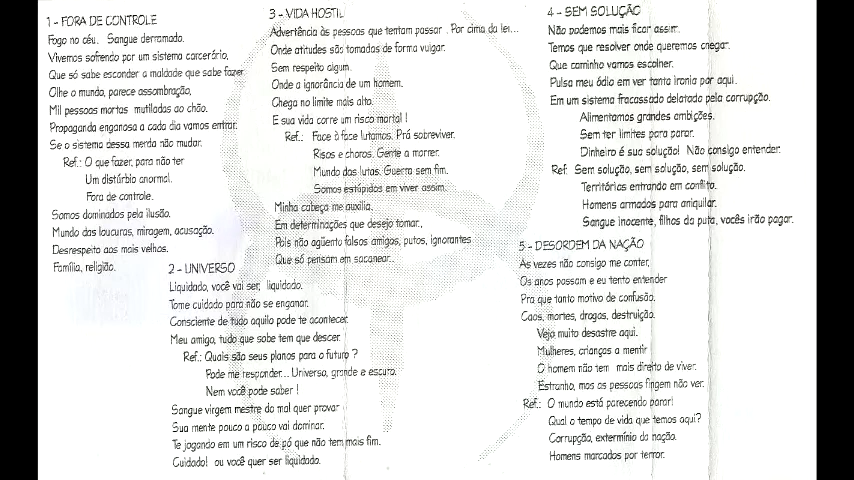 1 - FORA DE CONTROLE
Fogo no céu. Sangue derramado.
Vivemos sofrendo por um sistema carcerário,
Que só sabe esconder a maldade que sabe fazer.
Olhe o mundo, parece assombração,
Mil pessoas mortas mutiladas ao chão.
Propaganda enganosa a cada dia vamos entrar.
Se o sistema dessa merda não mudar.
Ref.: O que fazer, para não ter
Um distúrbio anormal.
Fora de controle.
Somos dominados pela ilusão.
Mundo das loucuras, miragem, acusação.
Desrespeito aos mais velhos.
Família, religião.
2 - UNIVERSO
Liquidado, você vai ser, liquidado.
Tome cuidado para não se enganar.
Consciente de tudo aquilo pode te acontecer.
Meu amigo, tudo que sobe tem que descer.
Ref.: Quais são seus planos para o futuro ?
Pode me responder... Universo, grande e escuro.
Nem você pode saber !
Sangue virgem mestre do mal quer provar
Sua mente pouco a pouco vai dominar.
Te jogando em um risco de pó que não tem mais fim.
Cuidado! ou você quer ser liquidado.
3 - VIDA HOSTIL
Advertência às pessoas que tentam passar . Por cima da lei...
Onde atitudes são tomadas de forma vulgar.
Sem respeito algum.
Onde a ignorância de um homem.
Chega no limite mais alto.
E sua vida corre um risco mortal !
Ref.: Face à face lutamos. Prá sobreviver.
Risos e choros. Gente a morrer.
Mundo das lutas. Guerra sem fim.
Somos estúpidos em viver assim.
Minha cabeça me auxilia.
Em determinações que desejo tomar.,
Pois não agüento falsos amigos, putos, ignorantes
Que só pensam em sacanear..
4 - SEM SOLUÇÃO
Não podemos mais ficar assim.
Temos que resolver onde queremos chegar.
Que caminho vamos escolher.
Pulsa meu ódio em ver tanta ironia por aqui.
Em um sistema fracassado delatado pela corrupção.
Alimentamos grandes ambições.
Sem ter limites para parar.
Dinheiro é sua solução! Não consigo entender.
Ref: Sem solução, sem solução, sem solução.
Territórios entrando em conflito.
Homens armados para aniquilar.
Sangue inocente, filhos da puta, vocês irão pagar.
5 - DESORDEM DA NAÇÃO
Às vezes não consigo me conter,
Os anos passam e eu tento entender
Pra que tanto motivo de confusão.
Caos, mortes, drogas, destruição.
Vejo muito desastre aqui.
Mulheres, crianças a mentir
O homem não tem mais direito de viver.
Estranho, mas as pessoas fingem não ver.
Ref.: O mundo está parecendo parar!
Qual o tempo de vida que temos aqui?
Corrupção, extermínio da nação.
Homens marcados por terror.